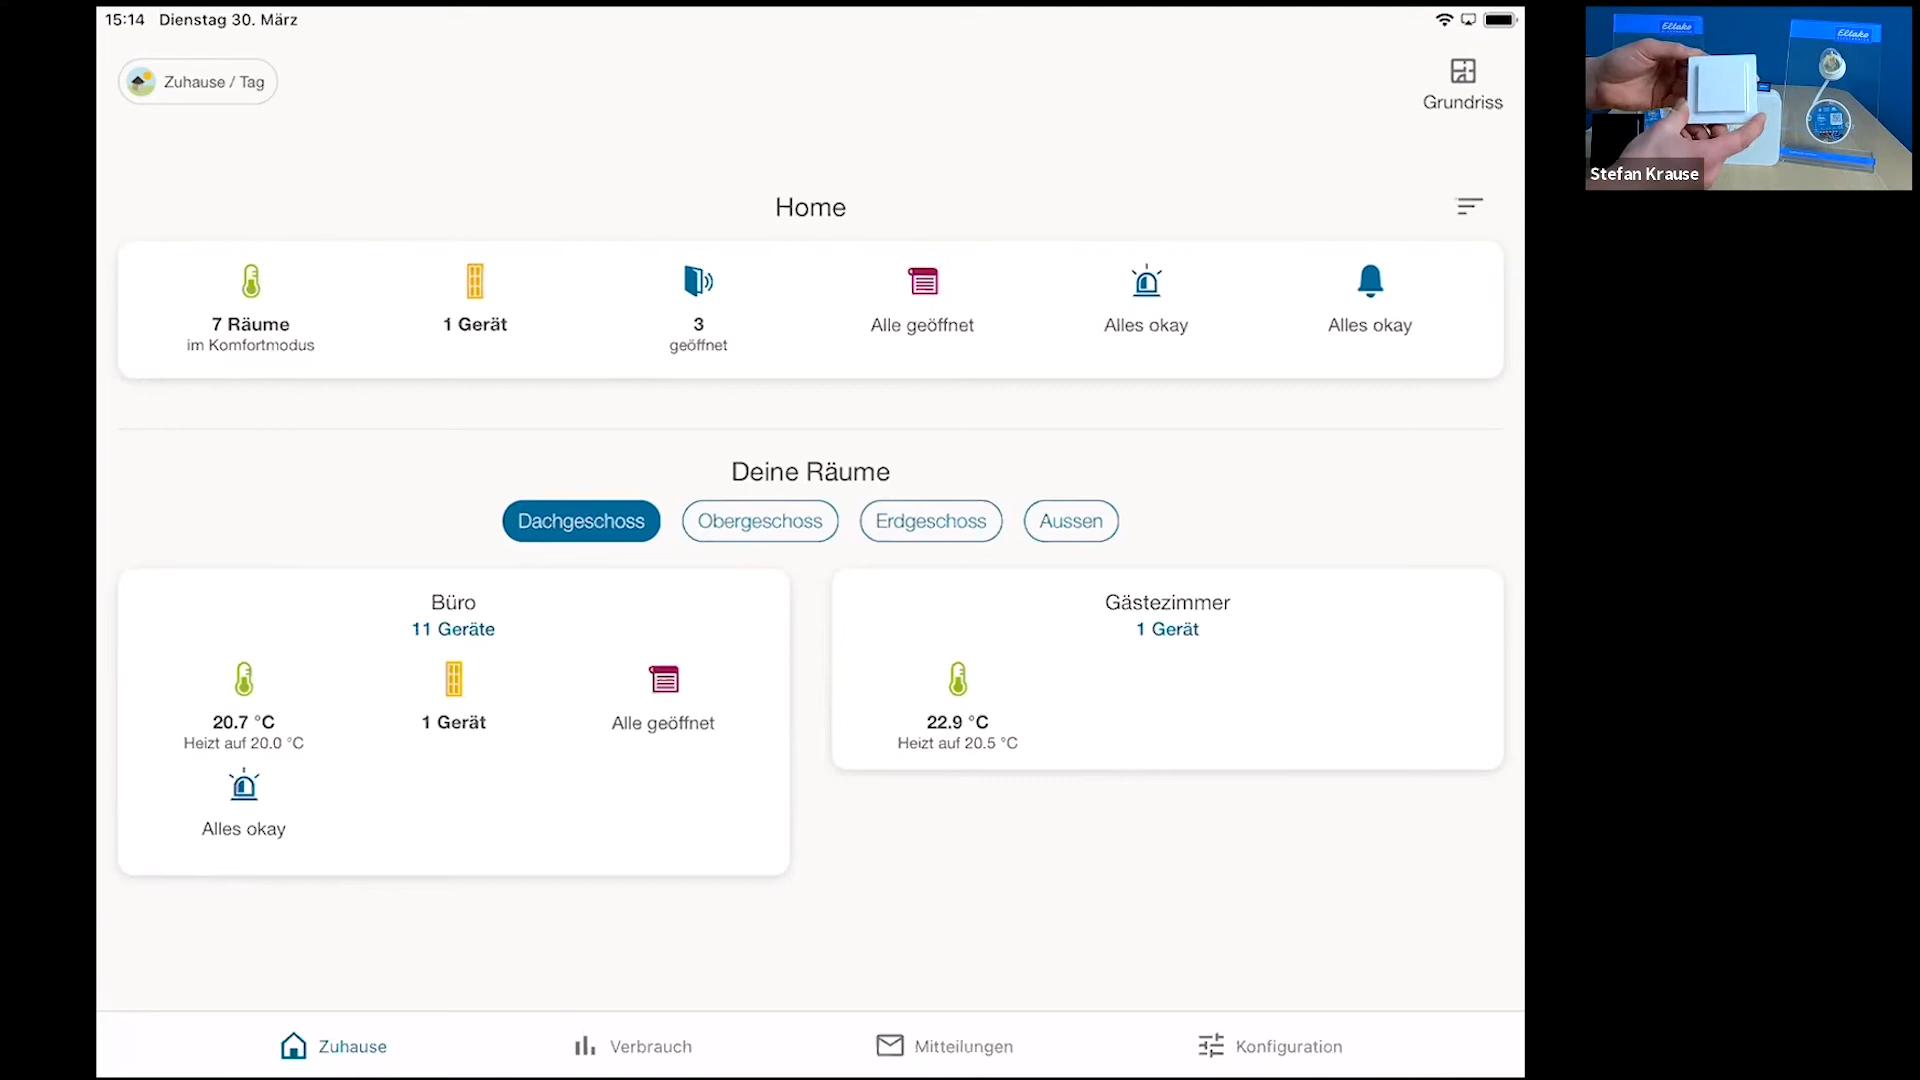 15:14 Dienstag 30. März
Zuhause / Tag
Grundriss
Home
7 Räume
im Komfortmodus
1 Gerät
3
geöffnet
Alle geöffnet
Alles okay
Alles okay
Deine Räume
Dachgeschoss
Obergeschoss
Erdgeschoss
Aussen
Büro
11 Geräte
20.7 °C
Heizt auf 20.0 °C
1 Gerät
Alle geöffnet
Alles okay
Gästezimmer
1 Gerät
22.9 °C
Heizt auf 20.5 °C
Zuhause
Verbrauch
Mitteilungen
Konfiguration
Eltako
Eltako
Stefan Krause